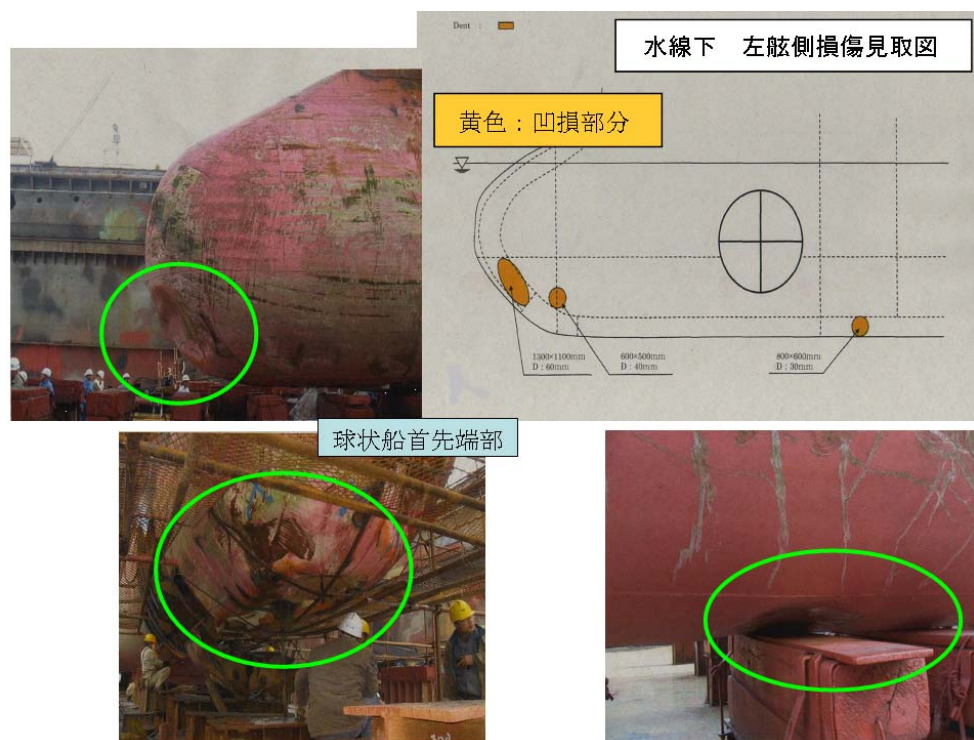 Dent :
水線下　左舷側損傷見取図
黄色：凹損部分
1300×1100mm
D : 60mm
600×500mm
D : 40mm
800×600mm
D : 30mm
球状船首先端部